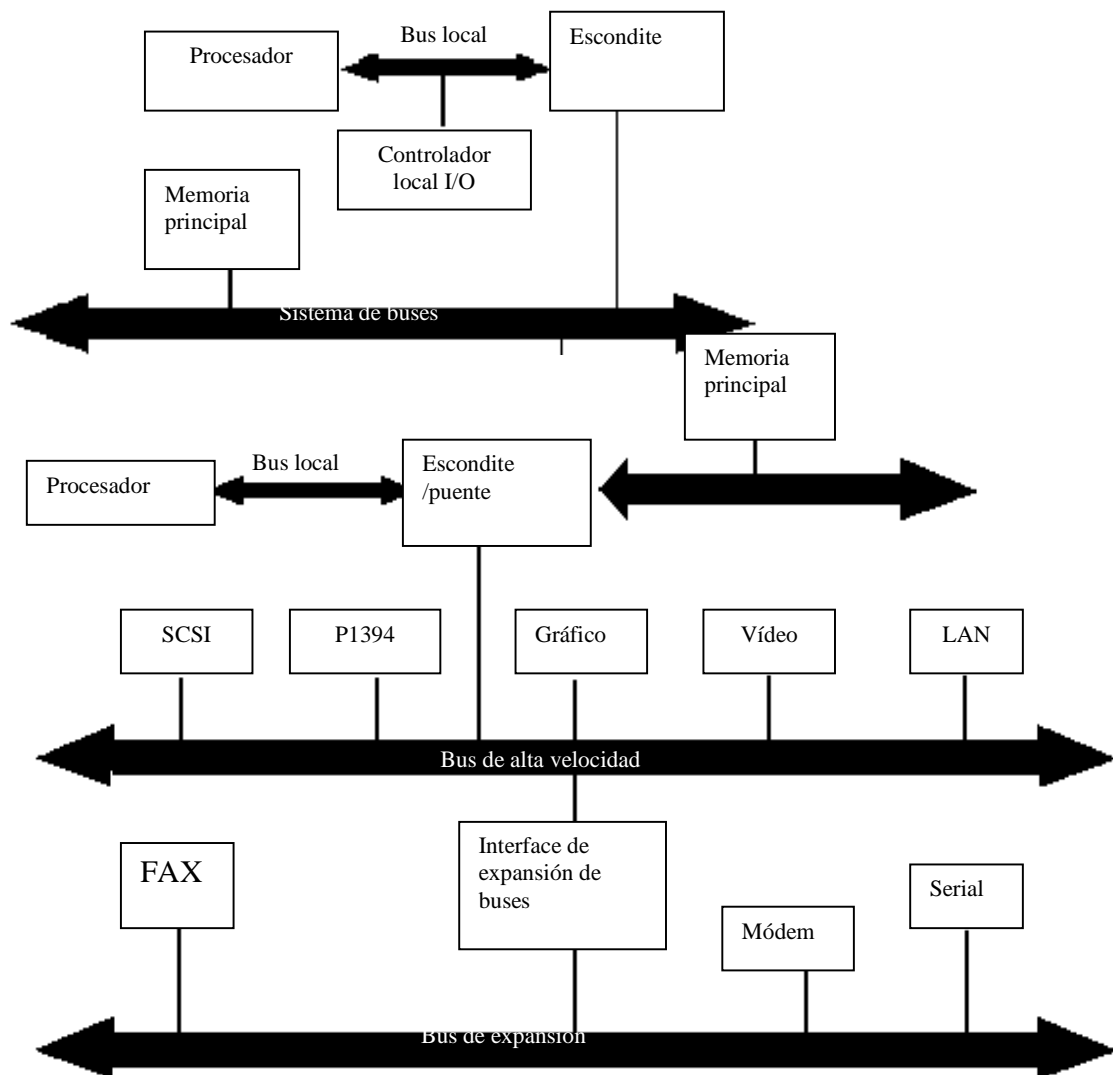 Procesador
Bus local
Escondite
Controlador
local I/O
Memoria
principal
Sistema de buses
Memoria
principal
Procesador
Bus local
Escondite
/puente
SCSI
P1394
Gráfico
Vídeo
LAN
Bus de alta velocidad
FAX
Interface de
expansión de
buses
Módem
Serial
Bus de expansión